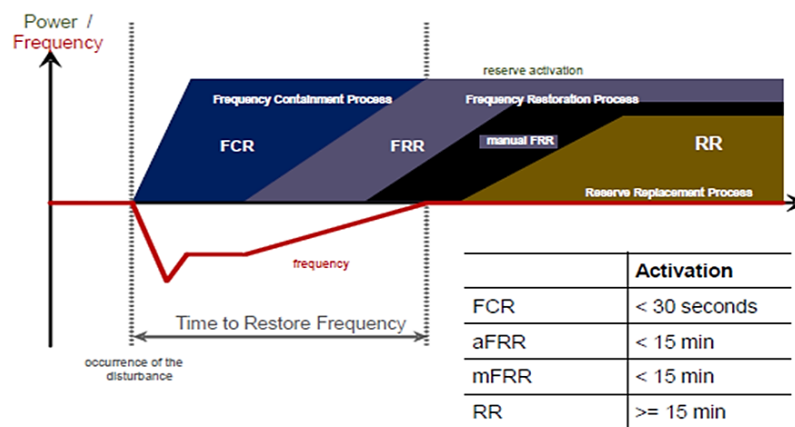 Power /
Frequency
reserve activation
Frequency Containment Process
Frequency Restoration Process
FCR
FRR
manual FRR
RR
Reserve Replacement Process
frequency
Time to Restore Frequency
occurrence of the
disturbance
Activation
FCR < 30 seconds
aFRR < 15 min
mFRR < 15 min
RR >= 15 min